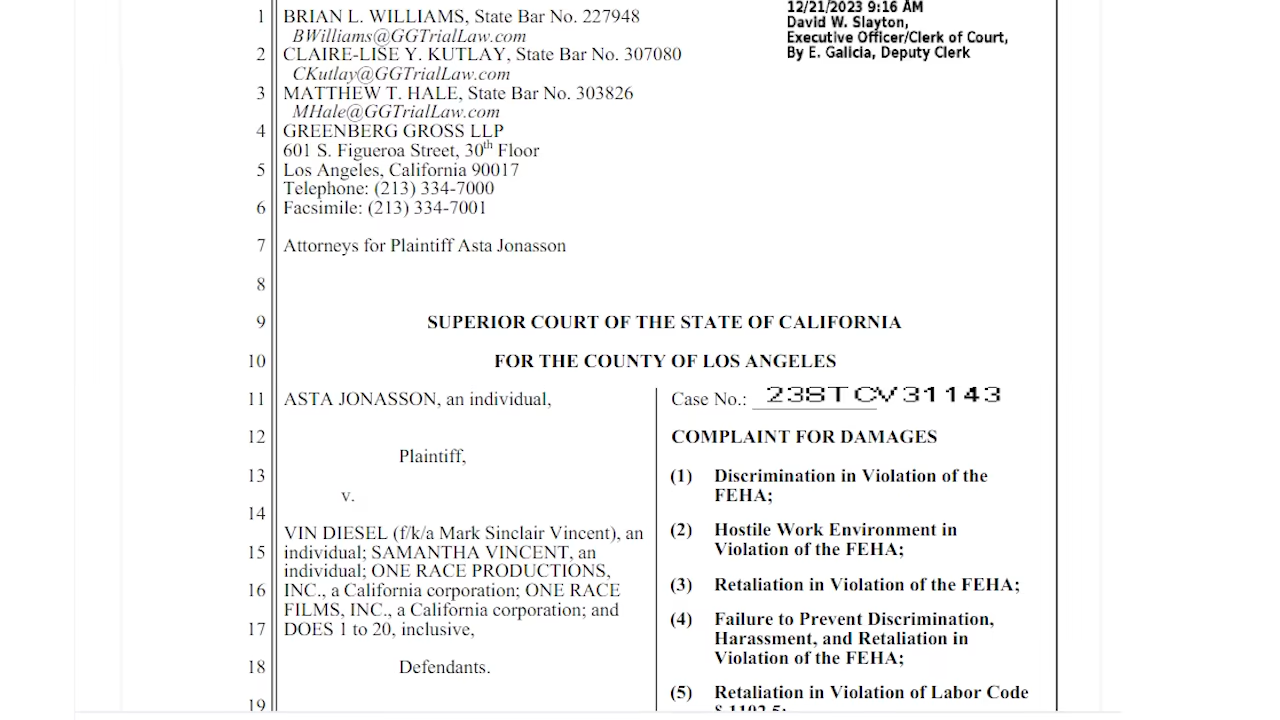 12/21/2023 9:16 AM
David W. Slayton,
Executive Officer/Clerk of Court,
By E. Galicia, Deputy Clerk
1 BRIAN L. WILLIAMS, State Bar No. 227948
BWilliams@GGTrialLaw.com
2 CLAIRE-LISE Y. KUTLAY, State Bar No. 307080
CKutlay@GGTrialLaw.com
3 MATTHEW T. HALE, State Bar No. 303826
MHale@GGTrialLaw.com
4 GREENBERG GROSS LLP
601 S. Figueroa Street, 30th Floor
5 Los Angeles, California 90017
Telephone: (213) 334-7000
6 Facsimile: (213) 334-7001
7 Attorneys for Plaintiff Asta Jonasson
8
9 SUPERIOR COURT OF THE STATE OF CALIFORNIA
10 FOR THE COUNTY OF LOS ANGELES
11 ASTA JONASSON, an individual,
12
Plaintiff,
13
v.
14
VIN DIESEL (f/k/a Mark Sinclair Vincent), an
15 individual; SAMANTHA VINCENT, an
individual; ONE RACE PRODUCTIONS,
16 INC., a California corporation; ONE RACE
FILMS, INC., a California corporation; and
17 DOES 1 to 20, inclusive,
18 Defendants.
19
Case No.: 23STCV31143
COMPLAINT FOR DAMAGES
(1) Discrimination in Violation of the
FEHA;
(2) Hostile Work Environment in
Violation of the FEHA;
(3) Retaliation in Violation of the FEHA;
(4) Failure to Prevent Discrimination,
Harassment, and Retaliation in
Violation of the FEHA;
(5) Retaliation in Violation of Labor Code
§ 1102.5;